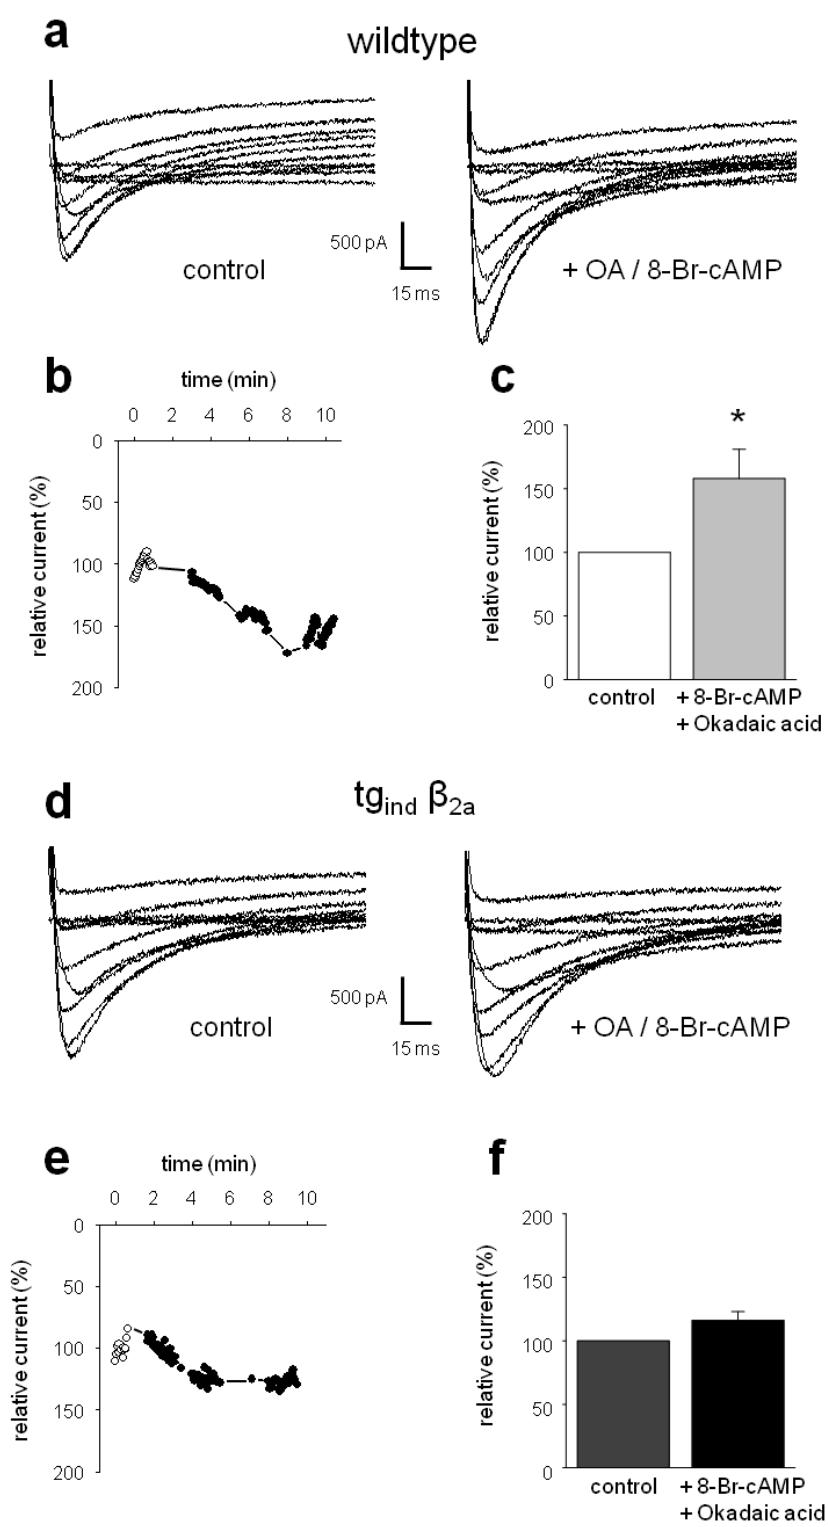 a
wildtype
500 pA
15 ms
control
+ OA / 8-Br-cAMP
b
time (min)
0 2 4 6 8 10
relative current (%)
0
50
100
150
200
c
relative current (%)
200
150
100
50
0
control
+ 8-Br-cAMP
+ Okadaic acid
d
tgind β2a
500 pA
15 ms
control
+ OA / 8-Br-cAMP
e
time (min)
0 2 4 6 8 10
relative current (%)
0
50
100
150
200
f
relative current (%)
200
150
100
50
0
control
+ 8-Br-cAMP
+ Okadaic acid
*